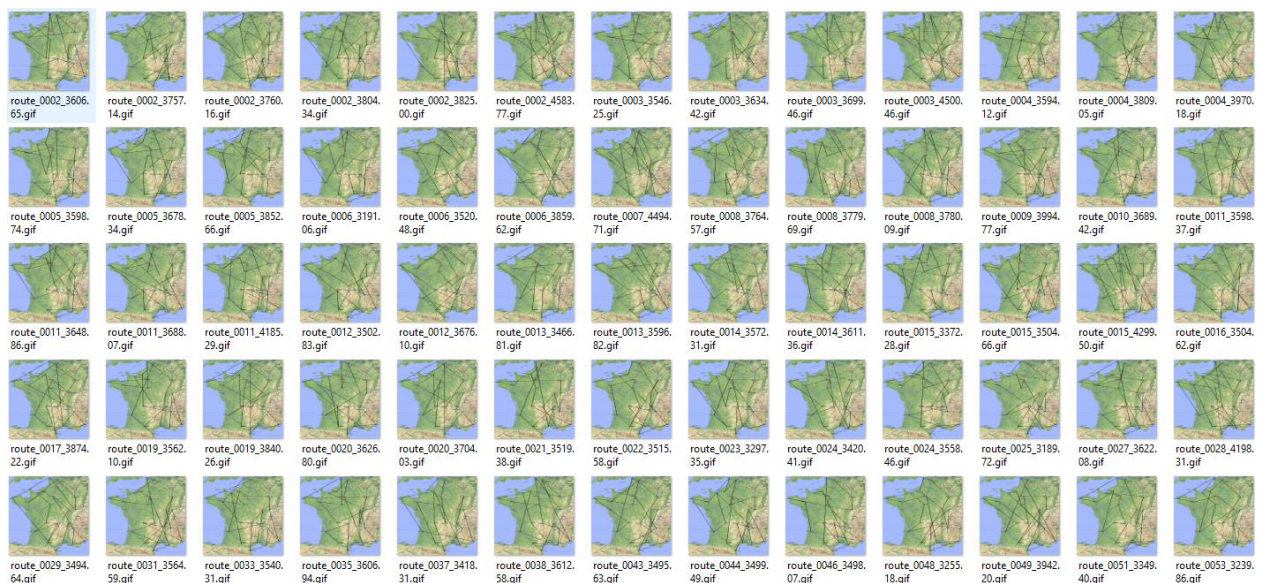 route_0002_3606. route_0002_3757. route_0002_3760. route_0002_3804. route_0002_3825. route_0002_4583. route_0003_3546. route_0003_3634. route_0003_3699. route_0003_4500. route_0004_3594. route_0004_3809. route_0004_3970.
65.gif 14.gif 16.gif 34.gif 00.gif 77.gif 25.gif 42.gif 46.gif 46.gif 12.gif 05.gif 18.gif
route_0005_3598. route_0005_3678. route_0005_3852. route_0006_3191. route_0006_3520. route_0006_3859. route_0007_4494. route_0008_3764. route_0008_3779. route_0008_3780. route_0009_3994. route_0010_3689. route_0011_3598.
74.gif 34.gif 66.gif 06.gif 48.gif 62.gif 71.gif 57.gif 69.gif 09.gif 77.gif 42.gif 37.gif
route_0011_3648. route_0011_3688. route_0011_4185. route_0012_3502. route_0012_3676. route_0013_3466. route_0013_3596. route_0014_3572. route_0014_3611. route_0015_3372. route_0015_3504. route_0015_4299. route_0016_3504.
86.gif 07.gif 29.gif 83.gif 10.gif 81.gif 82.gif 31.gif 36.gif 28.gif 66.gif 50.gif 62.gif
route_0017_3874. route_0019_3562. route_0019_3840. route_0020_3626. route_0020_3704. route_0021_3519. route_0022_3515. route_0023_3297. route_0024_3420. route_0024_3558. route_0025_3189. route_0027_3622. route_0028_4198.
22.gif 10.gif 26.gif 80.gif 03.gif 38.gif 58.gif 35.gif 41.gif 46.gif 72.gif 08.gif 31.gif
route_0029_3494. route_0031_3564. route_0033_3540. route_0035_3606. route_0037_3418. route_0038_3612. route_0043_3495. route_0044_3499. route_0046_3498. route_0048_3255. route_0049_3942. route_0051_3349. route_0053_3239.
64.gif 59.gif 31.gif 94.gif 31.gif 58.gif 63.gif 49.gif 07.gif 18.gif 20.gif 40.gif 86.gif